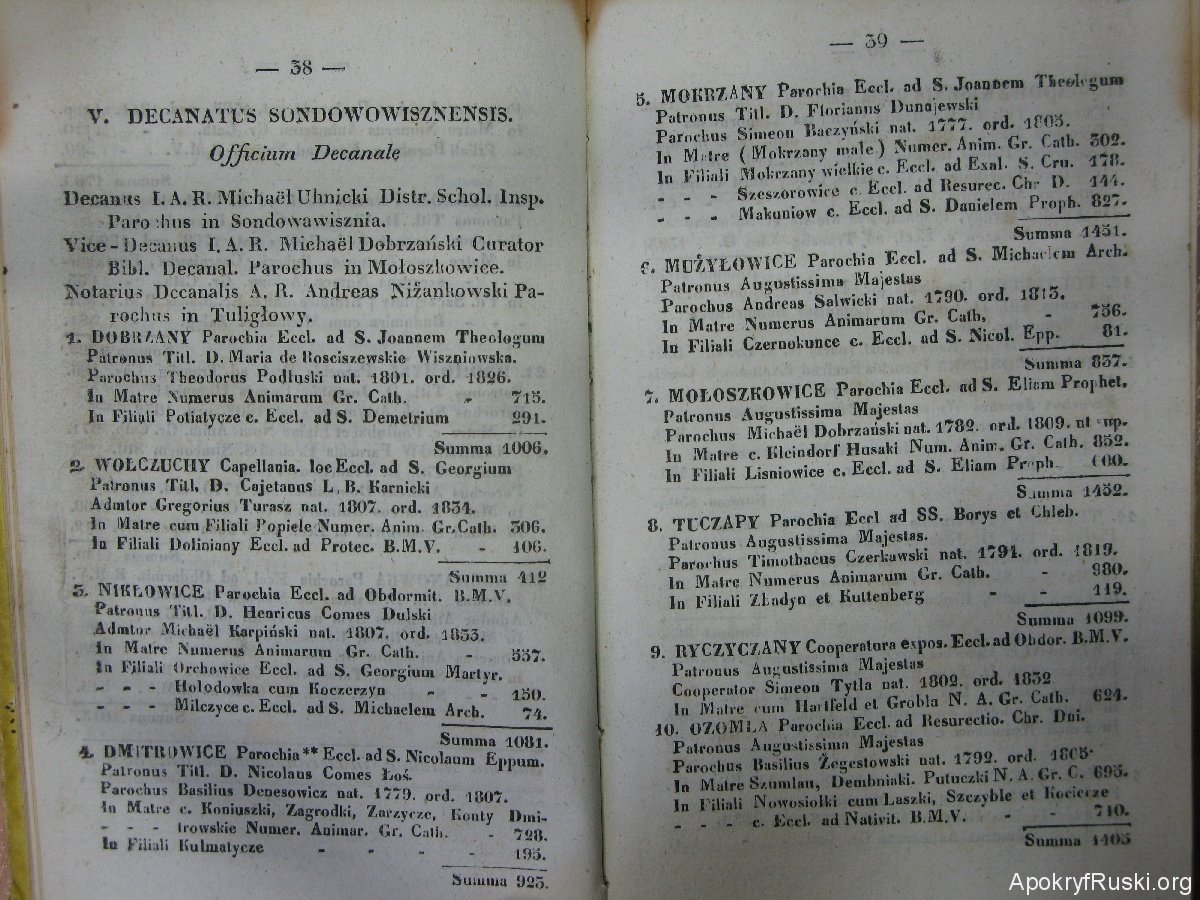 — 38 —
V. DECANATUS SONDOWOWISZNENSIS.
Officium Decanale
Decanus I. A. R. Michaël Uhnicki Distr. Schol. Insp.
Parochus in Sondowawisznia.
Vice-Decanus I. A. R. Michaël Dobrzański Curator
Bibl. Decanal. Parochus in Mołoszkowice.
Notarius Decanalis A. R. Andreas Niżankowski Pa-
rochus in Tuligłowy.
1. DOBRZANY Parochia Eccl. ad S. Joannem Theologum
Patronus Titl. D. Maria de Rosciszewskie Wiszniowska.
Parochus Theodorus Podłuski nat. 1801. ord. 1826.
In Matre Numerus Animarum Gr. Cath. - 715.
In Filiali Potiatycze c. Eccl. ad S. Demetrium 291.
Summa 1006.
2. WOŁCZUCHY Capellania. loc Eccl. ad S. Georgium
Patronus Titl. D. Cajetanus L. B. Karnicki
Admtor Gregorius Turasz nat. 1807. ord. 1834.
In Matre cum Filiali Popiele Numer. Anim. Gr. Cath. 306.
In Filiali Doliniany Eccl. ad Protec. B.M.V. - 106.
Summa 412
3. NIKŁOWICE Parochia Eccl. ad Obdormit. B.M.V.
Patronus Titl. D. Henricus Comes Dulski
Admtor Michaël Karpiński nat. 1807. ord. 1833.
In Matre Numerus Animarum Gr. Cath. - 557.
In Filiali Orchowice Eccl. ad S. Georgium Martyr.
- - - Hołodowka cum Koczerzyn - - 150.
- - - Milczyce c. Eccl. ad S. Michaelem Arch. 74.
Summa 1081.
4. DMITROWICE Parochia** Eccl. ad S. Nicolaum Eppum.
Patronus Titl. D. Nicolaus Comes Łoś.
Parochus Basilius Denesowicz nat. 1779. ord. 1807.
In Matre c. Koniuszki, Zagrodki, Zarzycze, Konty Dmi-
- - - trowskie Numer. Animar. Gr. Cath. - 728.
In Filiali Kulmatycze - - - - 195.
Summa 923.
— 39 —
5. MOKRZANY Parochia Eccl. ad S. Joannem Theologum
Patronus Titl. D. Florianus Dunajewski
Parochus Simeon Baczyński nat. 1777. ord. 1803.
In Matre (Mokrzany małe) Numer. Anim. Gr. Cath. 302.
In Filiali Mokrzany wielkie c. Eccl. ad Exal. S. Cru. 178.
- - - Szeszorowice c. Eccl. ad Resurec. Chr D. 144.
- - - Makuniow c. Eccl. ad S. Danielem Proph. 827.
Summa 1451.
6. MUŻYŁOWICE Parochia Eccl. ad S. Michaelem Arch.
Patronus Augustissima Majestas
Parochus Andreas Salwicki nat. 1790. ord. 1815.
In Matre Numerus Animarum Gr. Cath, - 756.
In Filiali Czernokunce c. Eccl. ad S. Nicol. Epp. 81.
Summa 837.
7. MOŁOSZKOWICE Parochia Eccl. ad S. Eliam Prophet.
Patronus Augustissima Majestas
Parochus Michaël Dobrzański nat. 1782. ord. 1809. ut sup.
In Matre c. Kleindorf Husaki Num. Anim. Gr. Cath. 852.
In Filiali Lisniowice c. Eccl. ad S. Eliam Proph. 600.
Summa 1452.
8. TUCZAPY Parochia Eccl ad SS. Borys et Chleb.
Patronus Augustissima Majestas.
Parochus Timothaeus Czerkawski nat. 1794. ord. 1819.
In Matre Numerus Animarum Gr. Cath. - 980.
In Filiali Zładyn et Kuttenberg - - 119.
Summa 1099.
9. RYCZYCZANY Cooperatura expos. Eccl. ad Obdor. B.M.V.
Patronus Augustissima Majestas
Cooperator Simeon Tytla nat. 1802. ord. 1832
In Matre cum Hartfeld et Grobla N. A. Gr. Cath. 624.
10. OZOMLA Parochia Eccl. ad Resurectio. Chr. Dni.
Patronus Augustissima Majestas
Parochus Basilius Żegestowski nat. 1792. ord. 1805.
In Matre Szumlau, Dembniaki. Putuczki N. A. Gr. C. 695.
In Filiali Nowosiolki cum Laszki, Szczyble et Kociecze
- - - c. Eccl. ad Nativit. B.M.V. - - 710.
Summa 1405
ApokryfRuski.org